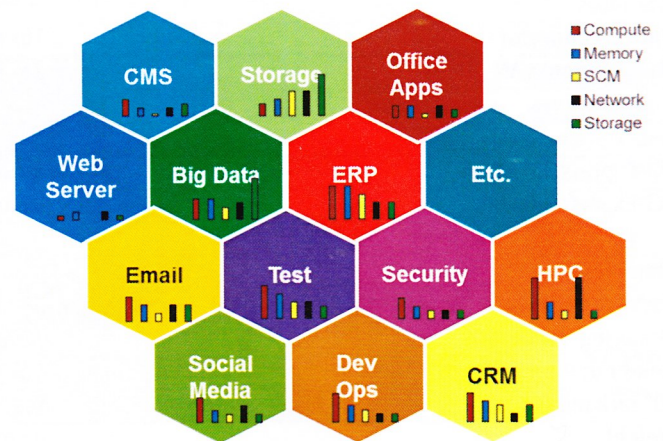 CMS
Storage
Office
Apps
Compute
Memory
SCM
Network
Storage
Web
Server
Big Data
ERP
Etc.
Email
Test
Security
HPC
Social
Media
Dev
Ops
CRM